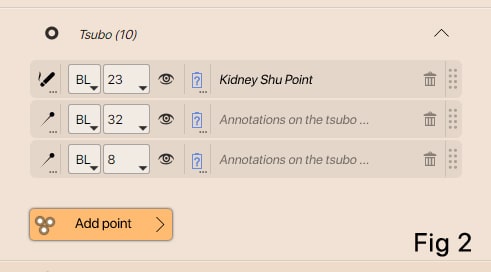 Tsubo (10)
BL 23 ? Kidney Shu Point
BL 32 ? Annotations on the tsubo ...
BL 8 ? Annotations on the tsubo ...
Add point
Fig 2